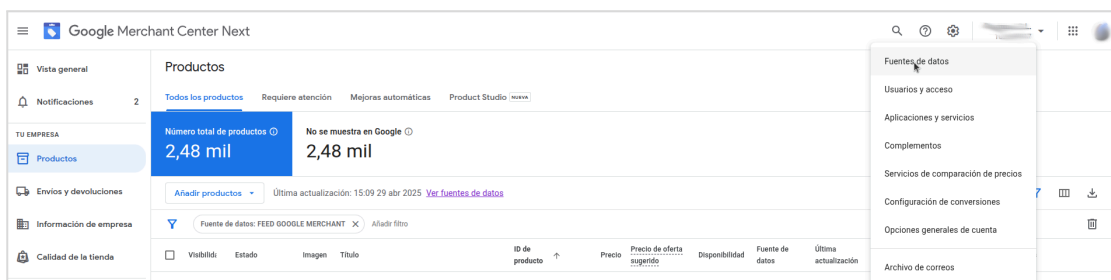 Google Merchant Center Next
Vista general
Notificaciones 2
TU EMPRESA
Productos
Envíos y devoluciones
Información de empresa
Calidad de la tienda
Productos
Todos los productos Requiere atención Mejoras automáticas Product Studio NUEVA
Número total de productos No se muestra en Google
2,48 mil 2,48 mil
Añadir productos Última actualización: 15:09 29 abr 2025 Ver fuentes de datos
Fuente de datos: FEED GOOGLE MERCHANT Añadir filtro
Visibilida Estado Imagen Título ID de producto Precio Precio de oferta sugerido Disponibilidad Fuente de datos Última actualización
Fuentes de datos
Usuarios y acceso
Aplicaciones y servicios
Complementos
Servicios de comparación de precios
Configuración de conversiones
Opciones generales de cuenta
Archivo de correos